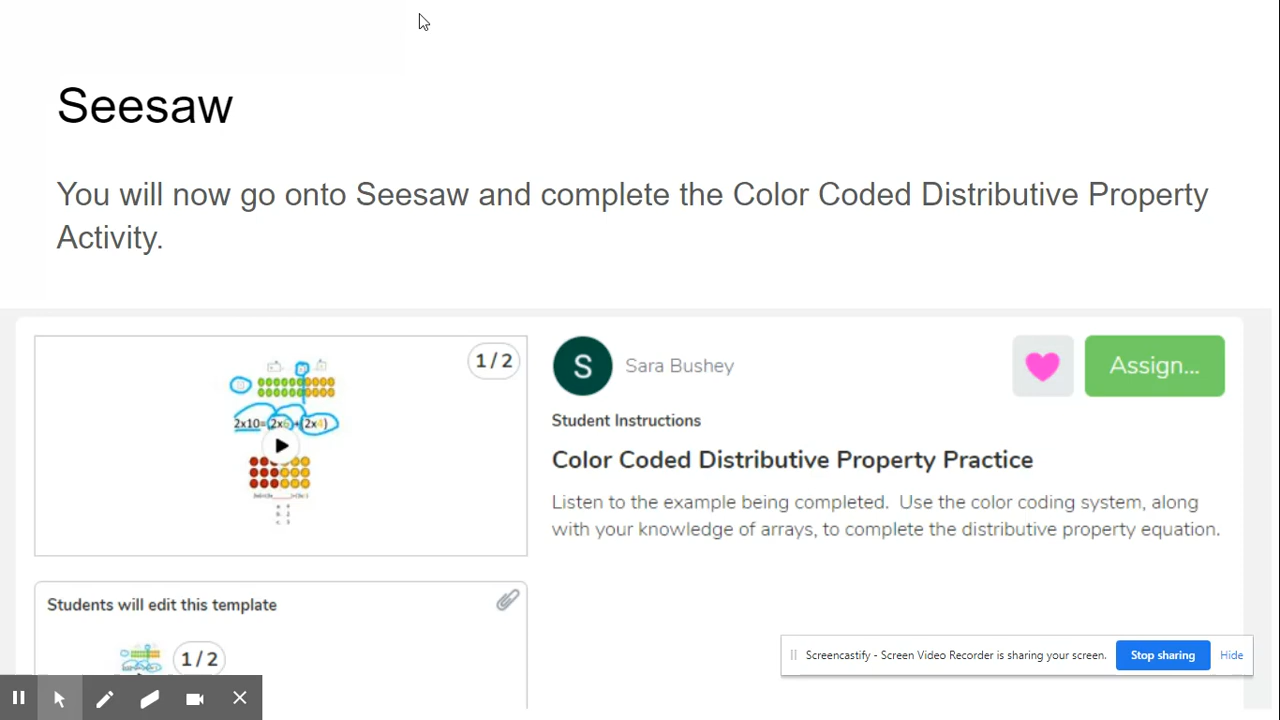 Seesaw
You will now go onto Seesaw and complete the Color Coded Distributive Property
Activity.
1 / 2
2x10=(2x6)+(2x4)
S
Sara Bushey
Assign...
Student Instructions
Color Coded Distributive Property Practice
Listen to the example being completed. Use the color coding system, along
with your knowledge of arrays, to complete the distributive property equation.
Students will edit this template
1 / 2
Screencastify - Screen Video Recorder is sharing your screen.
Stop sharing
Hide